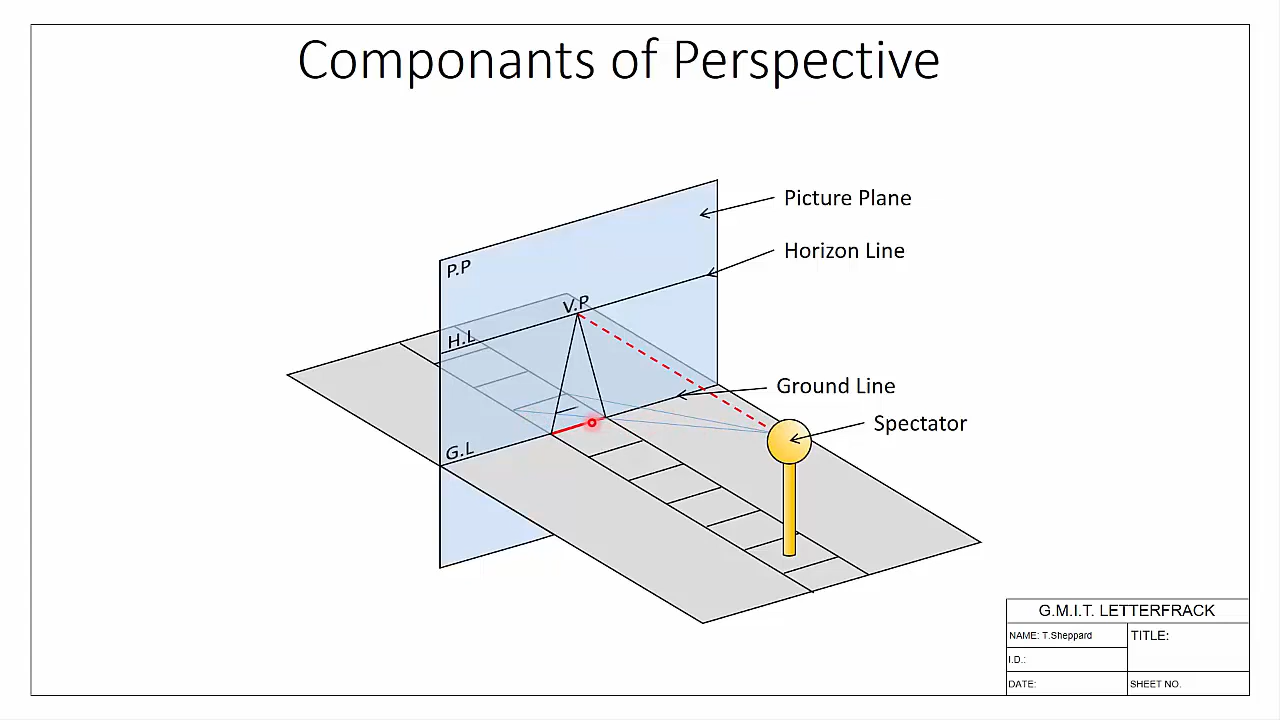 Componants of Perspective
Picture Plane
Horizon Line
P.P
V.P
H.L
Ground Line
Spectator
G.L
G.M.I.T. LETTERFRACK
NAME: T.Sheppard
TITLE:
I.D.:
DATE:
SHEET NO.